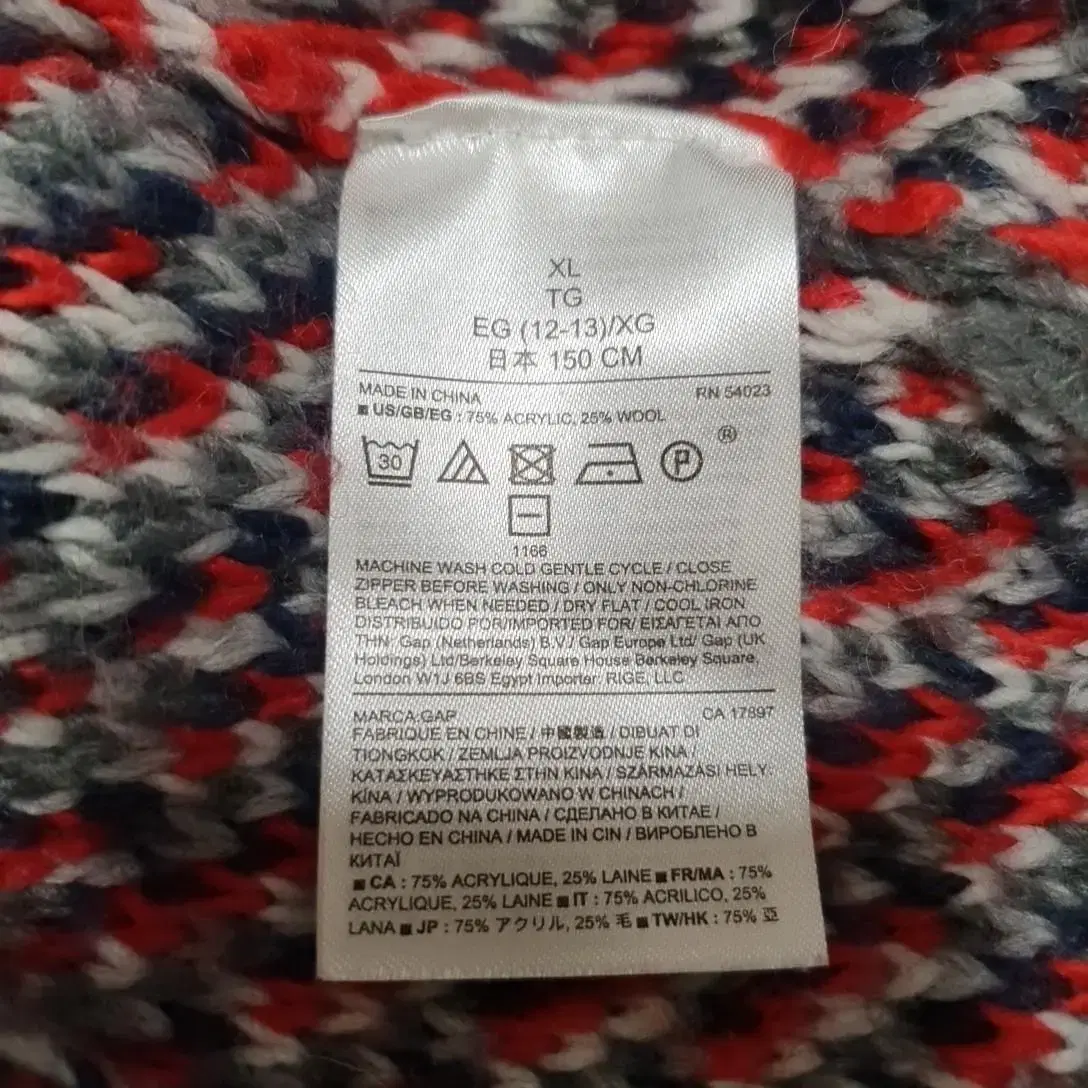 XL
TG
EG (12-13)/XG
日本 150 CM
MADE IN CHINA RN 54023
■ US/GB/EG : 75% ACRYLIC, 25% WOOL
30 P ®
1166
MACHINE WASH COLD GENTLE CYCLE / CLOSE
ZIPPER BEFORE WASHING / ONLY NON-CHLORINE
BLEACH WHEN NEEDED / DRY FLAT / COOL IRON
DISTRIBUIDO POR/IMPORTED FOR/ ΕΙΣΑΓΕΤΑΙ ΑΠΟ
ΤΗΝ: Gap (Netherlands) B.V./ Gap Europe Ltd/ Gap (UK
Holdings) Ltd/Berkeley Square House Berkeley Square,
London W1J 6BS Egypt Importer: RIGE, LLC
MARCA:GAP CA 17897
FABRIQUE EN CHINE / 中國製造 / DIBUAT DI
TIONGKOK / ZEMLJA PROIZVODNJE KINA /
ΚΑΤΑΣΚΕΥΑΣΤΗΚΕ ΣΤΗΝ ΚΙΝΑ / SZÁRMAZÁSI HELY:
KÍNA / WYPRODUKOWANO W CHINACH /
FABRICADO NA CHINA / СДЕЛАНО В КИТАЕ /
HECHO EN CHINA / MADE IN CIN / ВИРОБЛЕНО В
КИТАЇ
■ CA : 75% ACRYLIQUE, 25% LAINE ■ FR/MA : 75%
ACRYLIQUE, 25% LAINE ■ IT : 75% ACRILICO, 25%
LANA ■ JP : 75% アクリル, 25% 毛 ■ TW/HK : 75% 亞